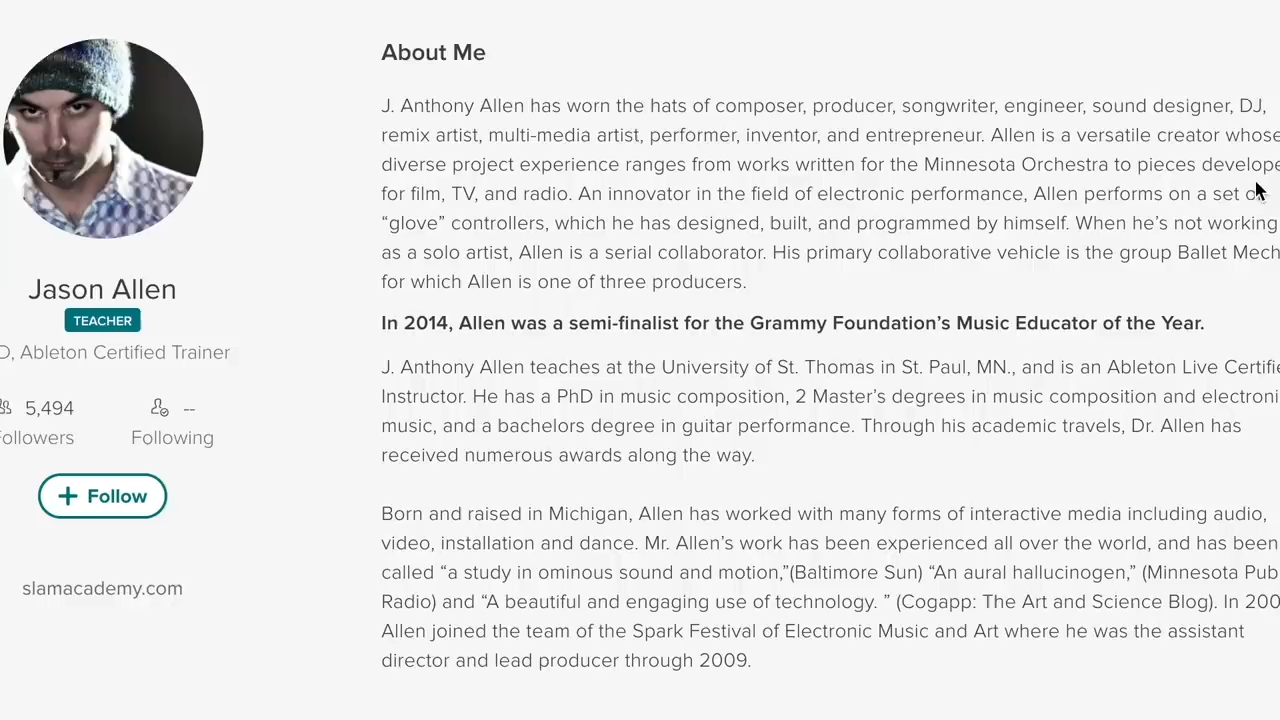 About Me
J. Anthony Allen has worn the hats of composer, producer, songwriter, engineer, sound designer, DJ,
remix artist, multi-media artist, performer, inventor, and entrepreneur. Allen is a versatile creator whose
diverse project experience ranges from works written for the Minnesota Orchestra to pieces develope
for film, TV, and radio. An innovator in the field of electronic performance, Allen performs on a set o
“glove” controllers, which he has designed, built, and programmed by himself. When he’s not working
as a solo artist, Allen is a serial collaborator. His primary collaborative vehicle is the group Ballet Mech
for which Allen is one of three producers.
In 2014, Allen was a semi-finalist for the Grammy Foundation’s Music Educator of the Year.
J. Anthony Allen teaches at the University of St. Thomas in St. Paul, MN., and is an Ableton Live Certifie
Instructor. He has a PhD in music composition, 2 Master’s degrees in music composition and electroni
music, and a bachelors degree in guitar performance. Through his academic travels, Dr. Allen has
received numerous awards along the way.
Born and raised in Michigan, Allen has worked with many forms of interactive media including audio,
video, installation and dance. Mr. Allen’s work has been experienced all over the world, and has been
called “a study in ominous sound and motion,”(Baltimore Sun) “An aural hallucinogen,” (Minnesota Pub
Radio) and “A beautiful and engaging use of technology. ” (Cogapp: The Art and Science Blog). In 200
Allen joined the team of the Spark Festival of Electronic Music and Art where he was the assistant
director and lead producer through 2009.
Jason Allen
TEACHER
D, Ableton Certified Trainer
5,494 --
Followers Following
+ Follow
slamacademy.com